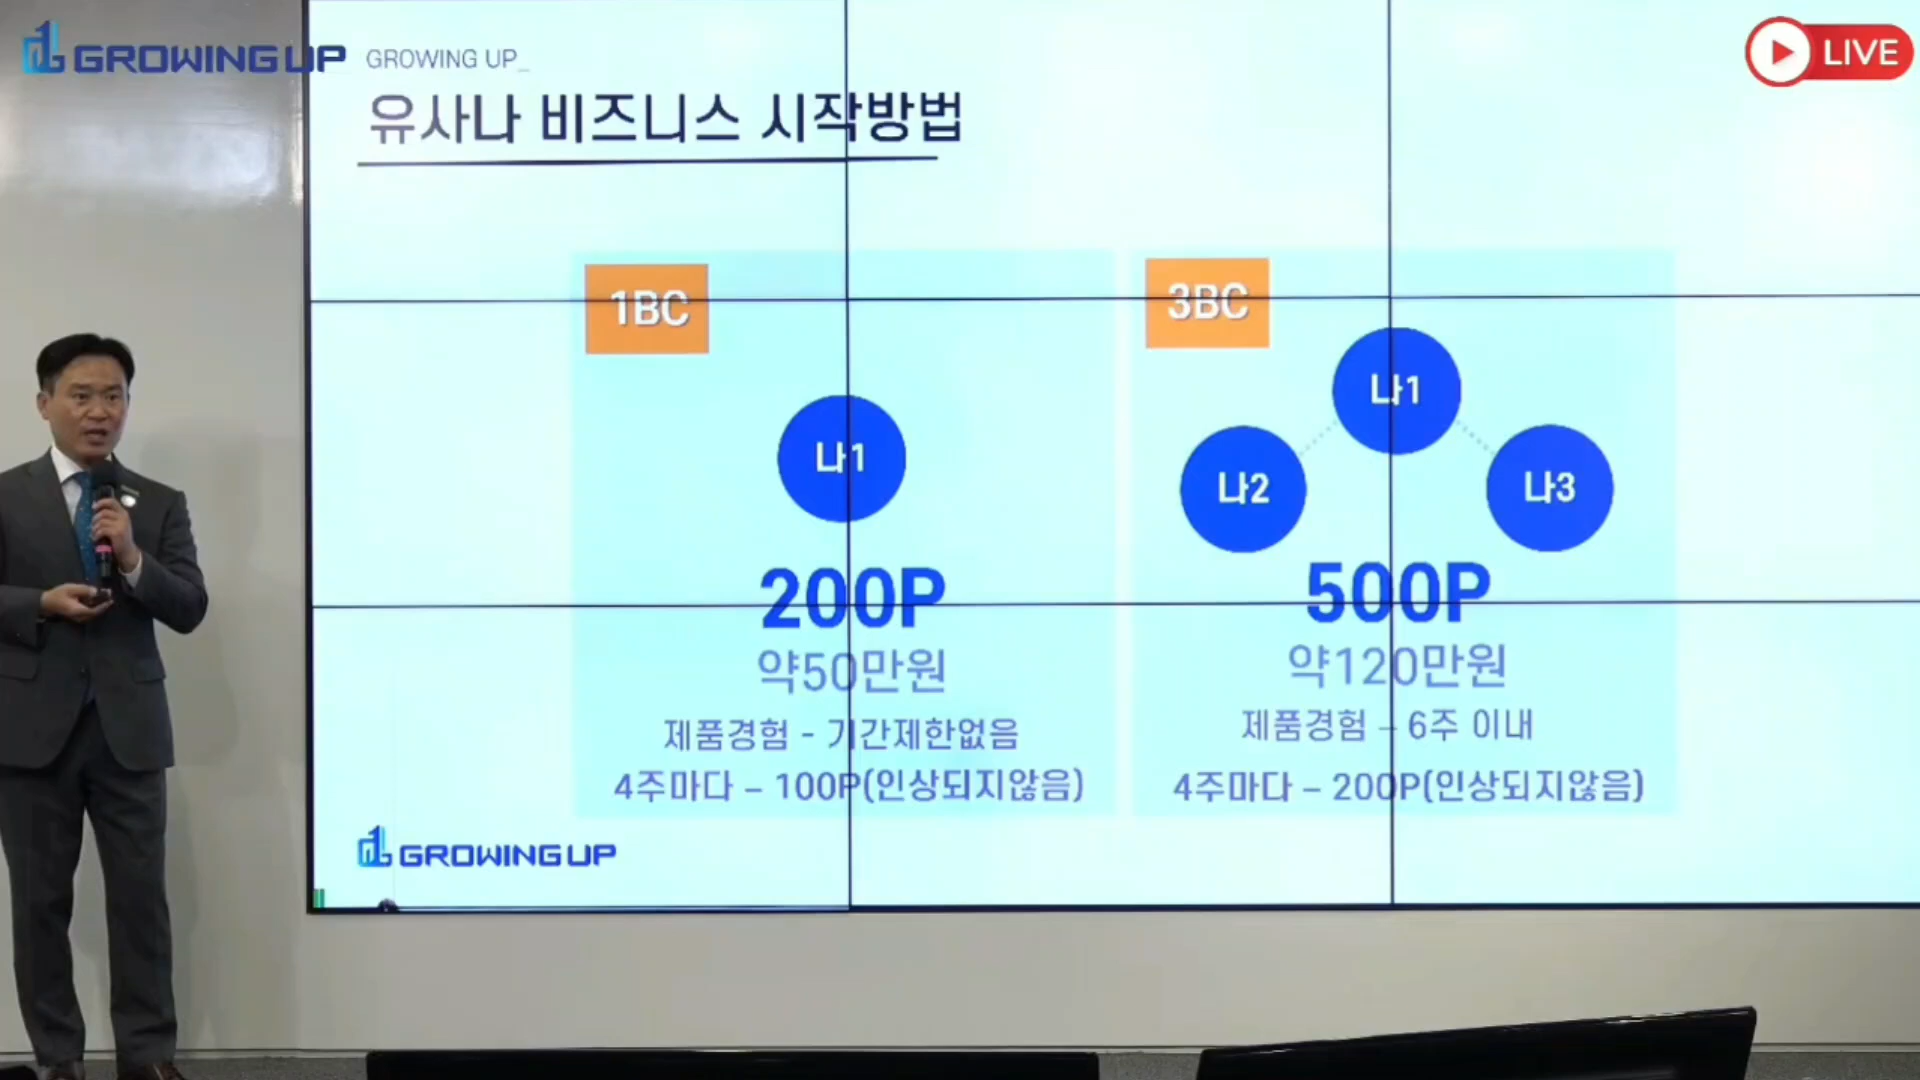 GROWING UP
GROWING UP_
LIVE
유사나 비즈니스 시작방법
1BC
나1
200P
약50만원
제품경험 - 기간제한없음
4주마다 – 100P(인상되지않음)
3BC
나1
나2
나3
500P
약120만원
제품경험 – 6주 이내
4주마다 – 200P(인상되지않음)
GROWING UP